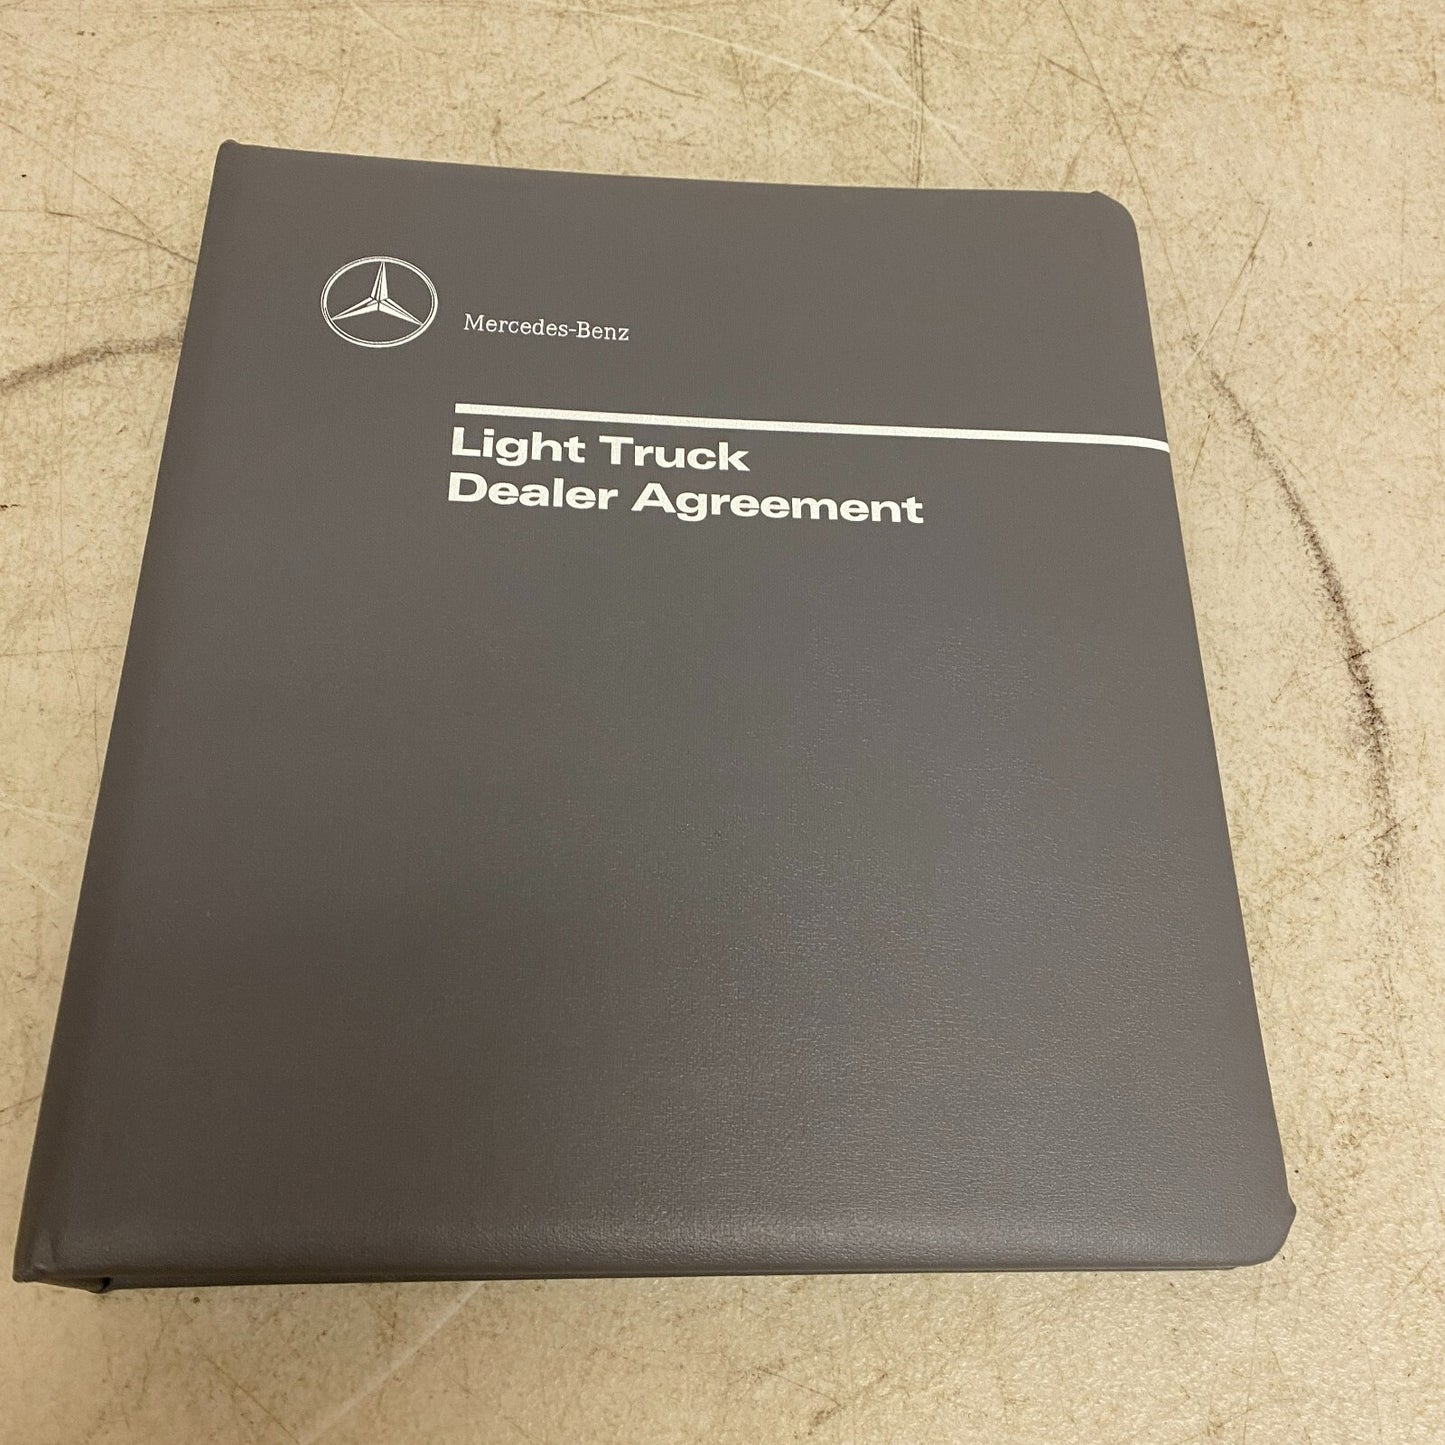 Mercedes-Benz
Light Truck
Dealer Agreement